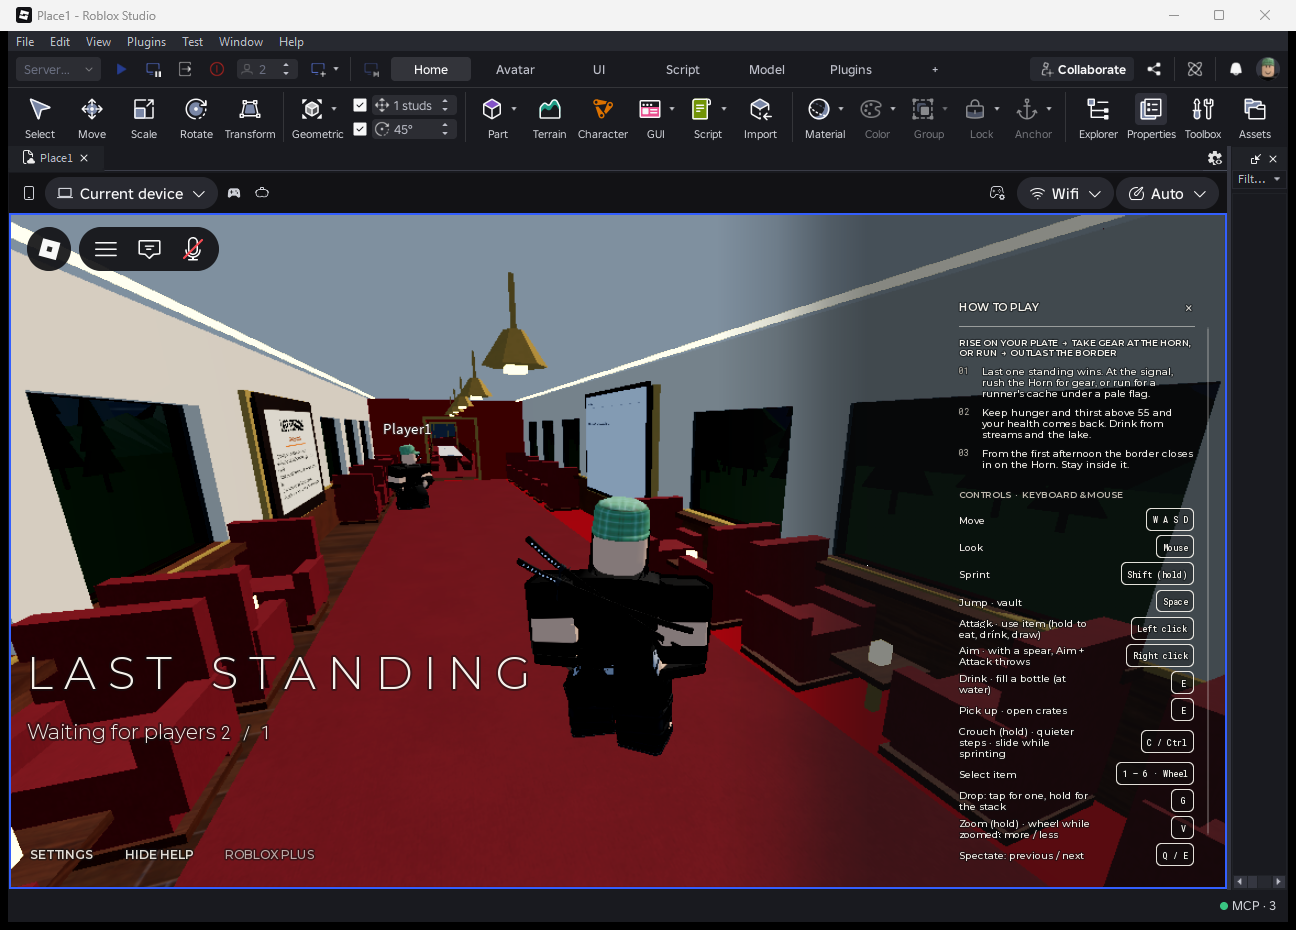 Place1 - Roblox Studio
File Edit View Plugins Test Window Help
Server... 2 Home Avatar UI Script Model Plugins + Collaborate
Select Move Scale Rotate Transform Geometric 1 studs 45° Part Terrain Character GUI Script Import Material Color Group Lock Anchor Explorer Properties Toolbox Assets
Place1
Filt...
Current device Wifi Auto
HOW TO PLAY ×
RISE ON YOUR PLATE → TAKE GEAR AT THE HORN,
OR RUN → OUTLAST THE BORDER
01 Last one standing wins. At the signal,
rush the Horn for gear, or run for a
runner's cache under a pale flag.
02 Keep hunger and thirst above 55 and
your health comes back. Drink from
streams and the lake.
03 From the first afternoon the border closes
in on the Horn. Stay inside it.
CONTROLS · KEYBOARD & MOUSE
Move W A S D
Look Mouse
Sprint Shift (hold)
Jump · vault Space
Attack · use item (hold to
eat, drink, draw) Left click
Aim · with a spear, Aim +
Attack throws Right click
Drink · fill a bottle (at
water) E
Pick up · open crates E
Crouch (hold) · quieter
steps · slide while
sprinting C / Ctrl
Select item 1 – 6 · Wheel
Drop: tap for one, hold for
the stack G
Zoom (hold) · wheel while
zoomed: more / less V
Spectate: previous / next Q / E
Player1
LAST STANDING
Waiting for players 2 / 1
SETTINGS HIDE HELP ROBLOX PLUS
MCP · 3